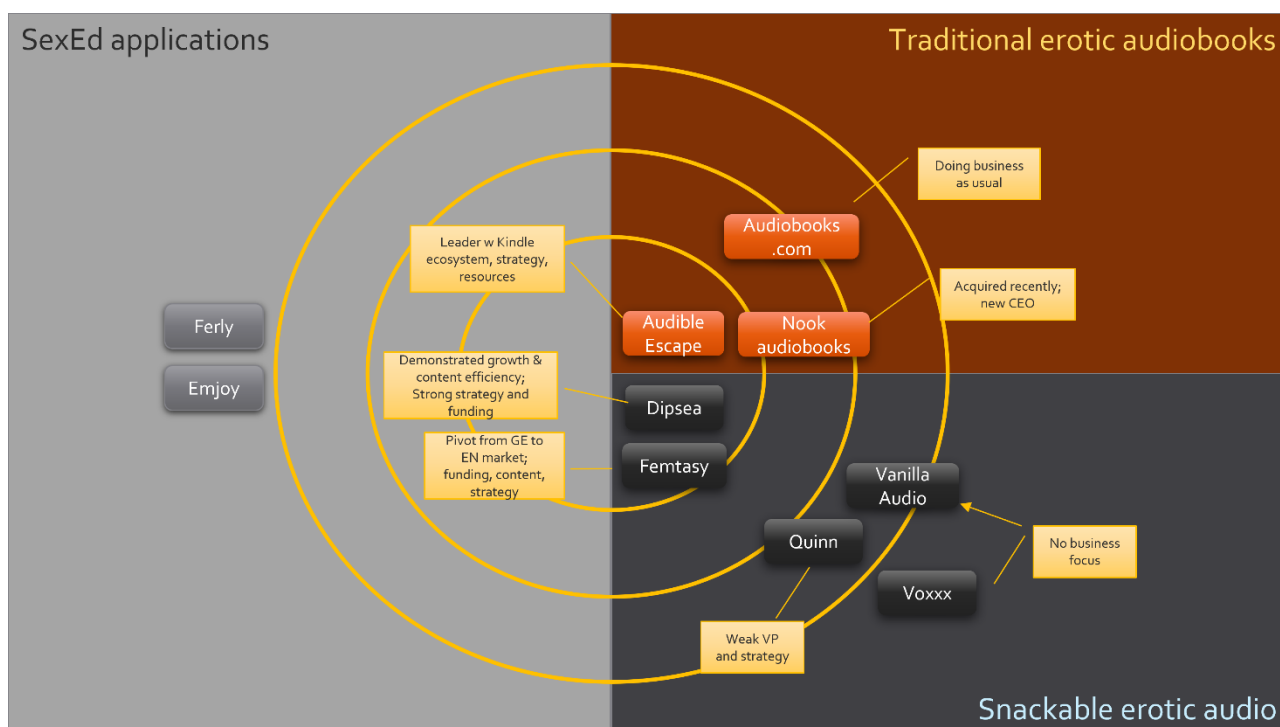 SexEd applications
Traditional erotic audiobooks
Doing business
as usual
Audiobooks
.com
Leader w Kindle
ecosystem, strategy,
resources
Acquired recently;
new CEO
Ferly
Audible
Escape
Nook
audiobooks
Demonstrated growth &
content efficiency;
Strong strategy and
funding
Emjoy
Dipsea
Pivot from GE to
EN market;
funding, content,
strategy
Femtasy
Vanilla
Audio
Quinn
No business
focus
Voxxx
Weak VP
and strategy
Snackable erotic audio